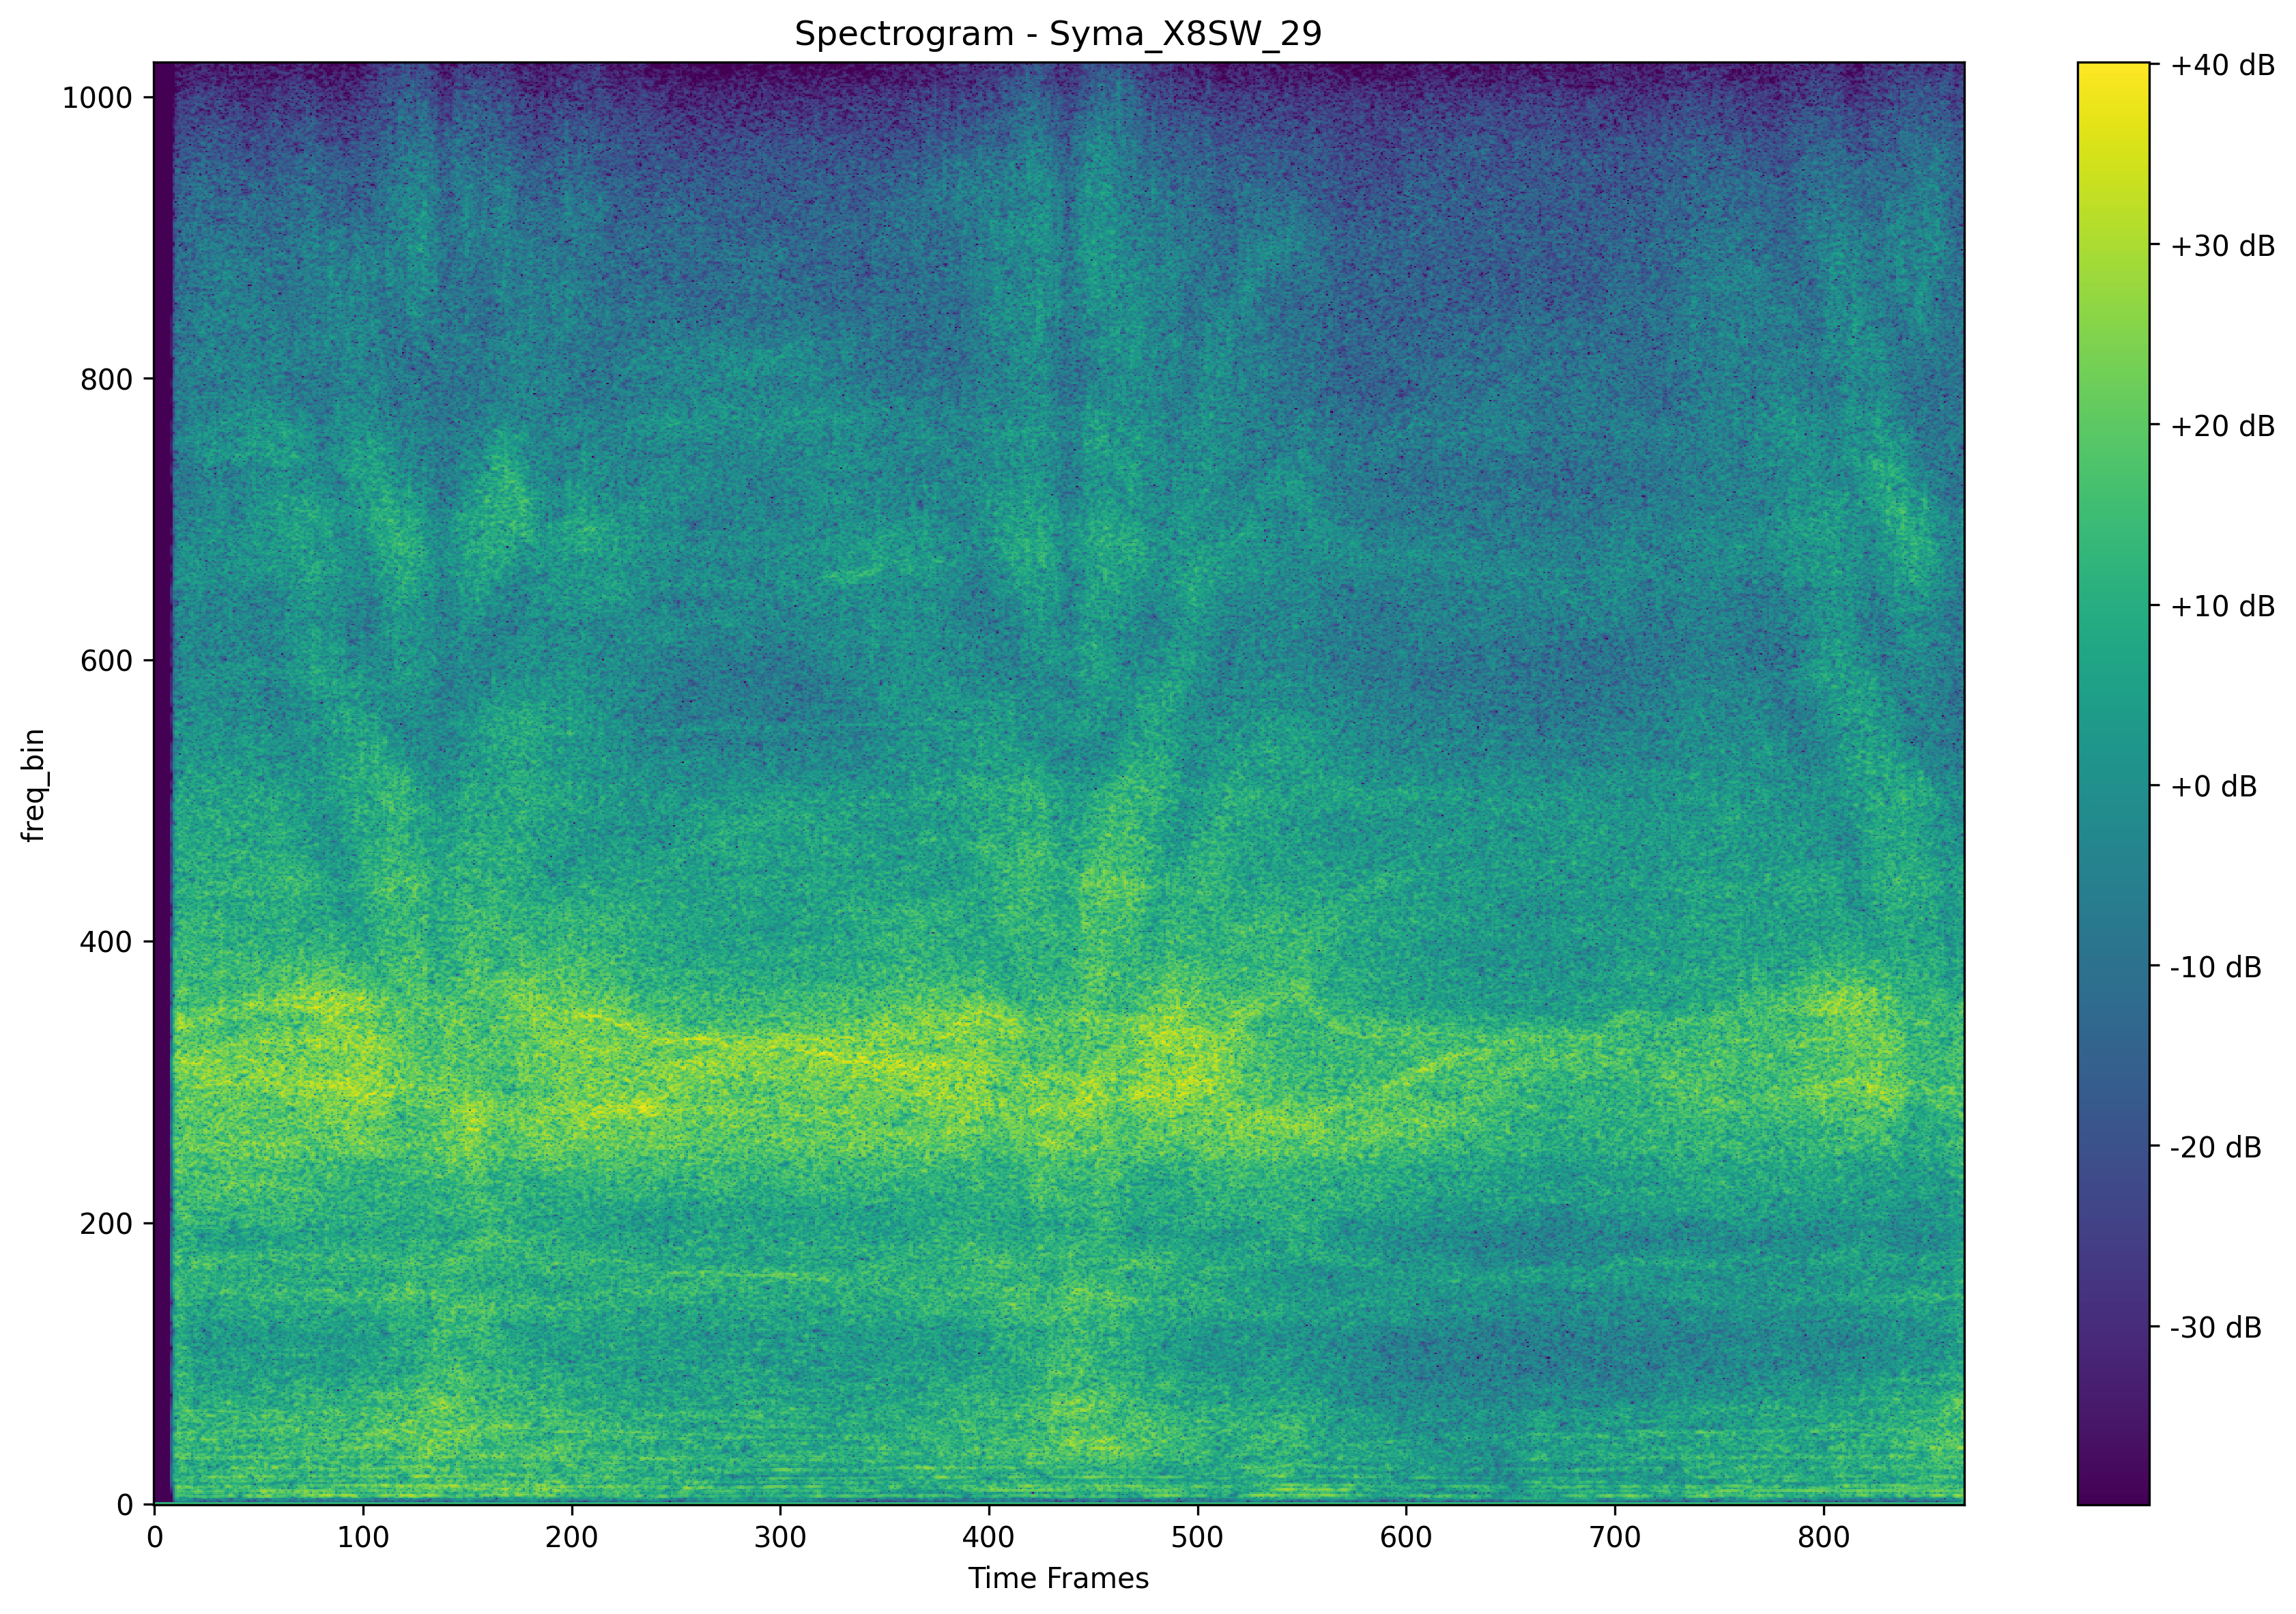 Spectrogram - Syma_X8SW_29
+40 dB
+30 dB
+20 dB
+10 dB
+0 dB
-10 dB
-20 dB
-30 dB
freq_bin
1000
800
600
400
200
0
0 100 200 300 400 500 600 700 800
Time Frames